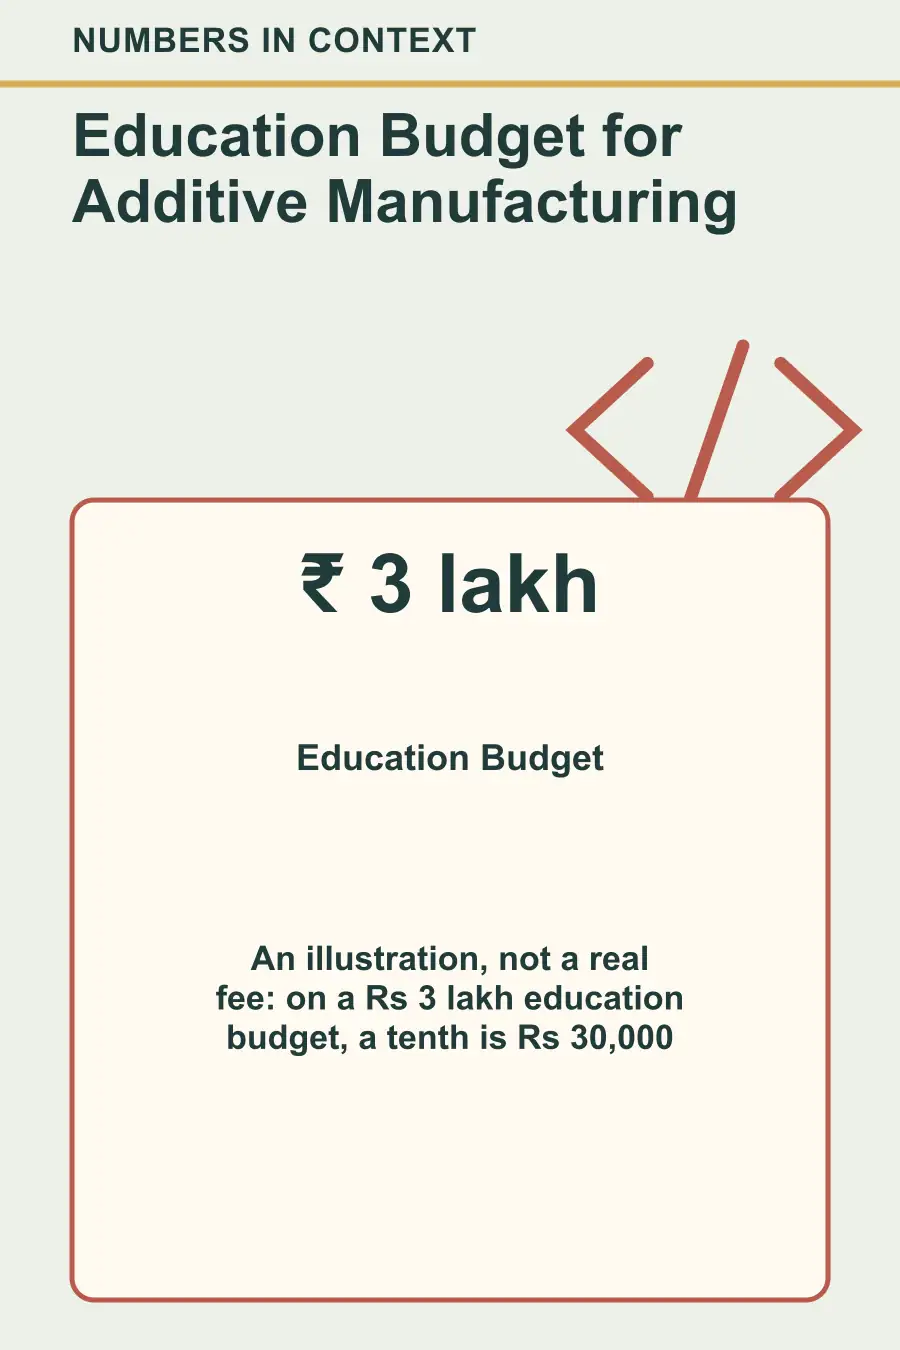 NUMBERS IN CONTEXT
Education Budget for
Additive Manufacturing
₹ 3 lakh
Education Budget
An illustration, not a real
fee: on a Rs 3 lakh education
budget, a tenth is Rs 30,000